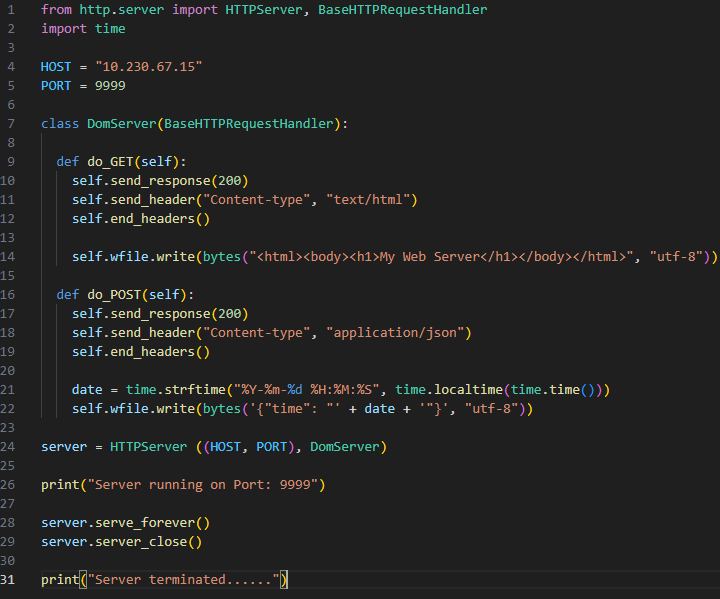 1 from http.server import HTTPServer, BaseHTTPRequestHandler
2 import time
3
4 HOST = "10.230.67.15"
5 PORT = 9999
6
7 class DomServer(BaseHTTPRequestHandler):
8
9   def do_GET(self):
10     self.send_response(200)
11     self.send_header("Content-type", "text/html")
12     self.end_headers()
13
14     self.wfile.write(bytes("<html><body><h1>My Web Server</h1></body></html>", "utf-8"))
15
16   def do_POST(self):
17     self.send_response(200)
18     self.send_header("Content-type", "application/json")
19     self.end_headers()
20
21     date = time.strftime("%Y-%m-%d %H:%M:%S", time.localtime(time.time()))
22     self.wfile.write(bytes('{"time": "' + date + '"}', "utf-8"))
23
24 server = HTTPServer ((HOST, PORT), DomServer)
25
26 print("Server running on Port: 9999")
27
28 server.serve_forever()
29 server.server_close()
30
31 print("Server terminated......")